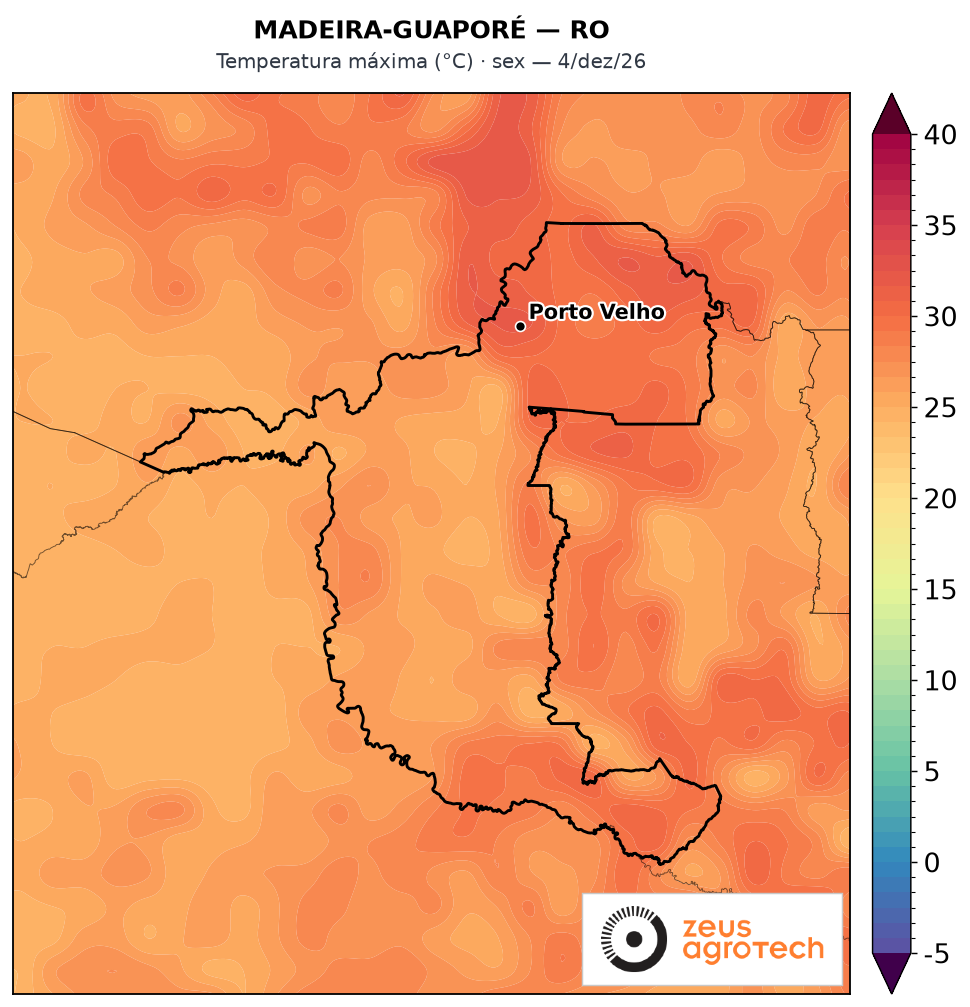 MADEIRA-GUAPORÉ — RO
Temperatura máxima (°C) · sex — 4/dez/26
40
35
30
25
20
15
10
5
0
-5
Porto Velho
zeus
agrotech